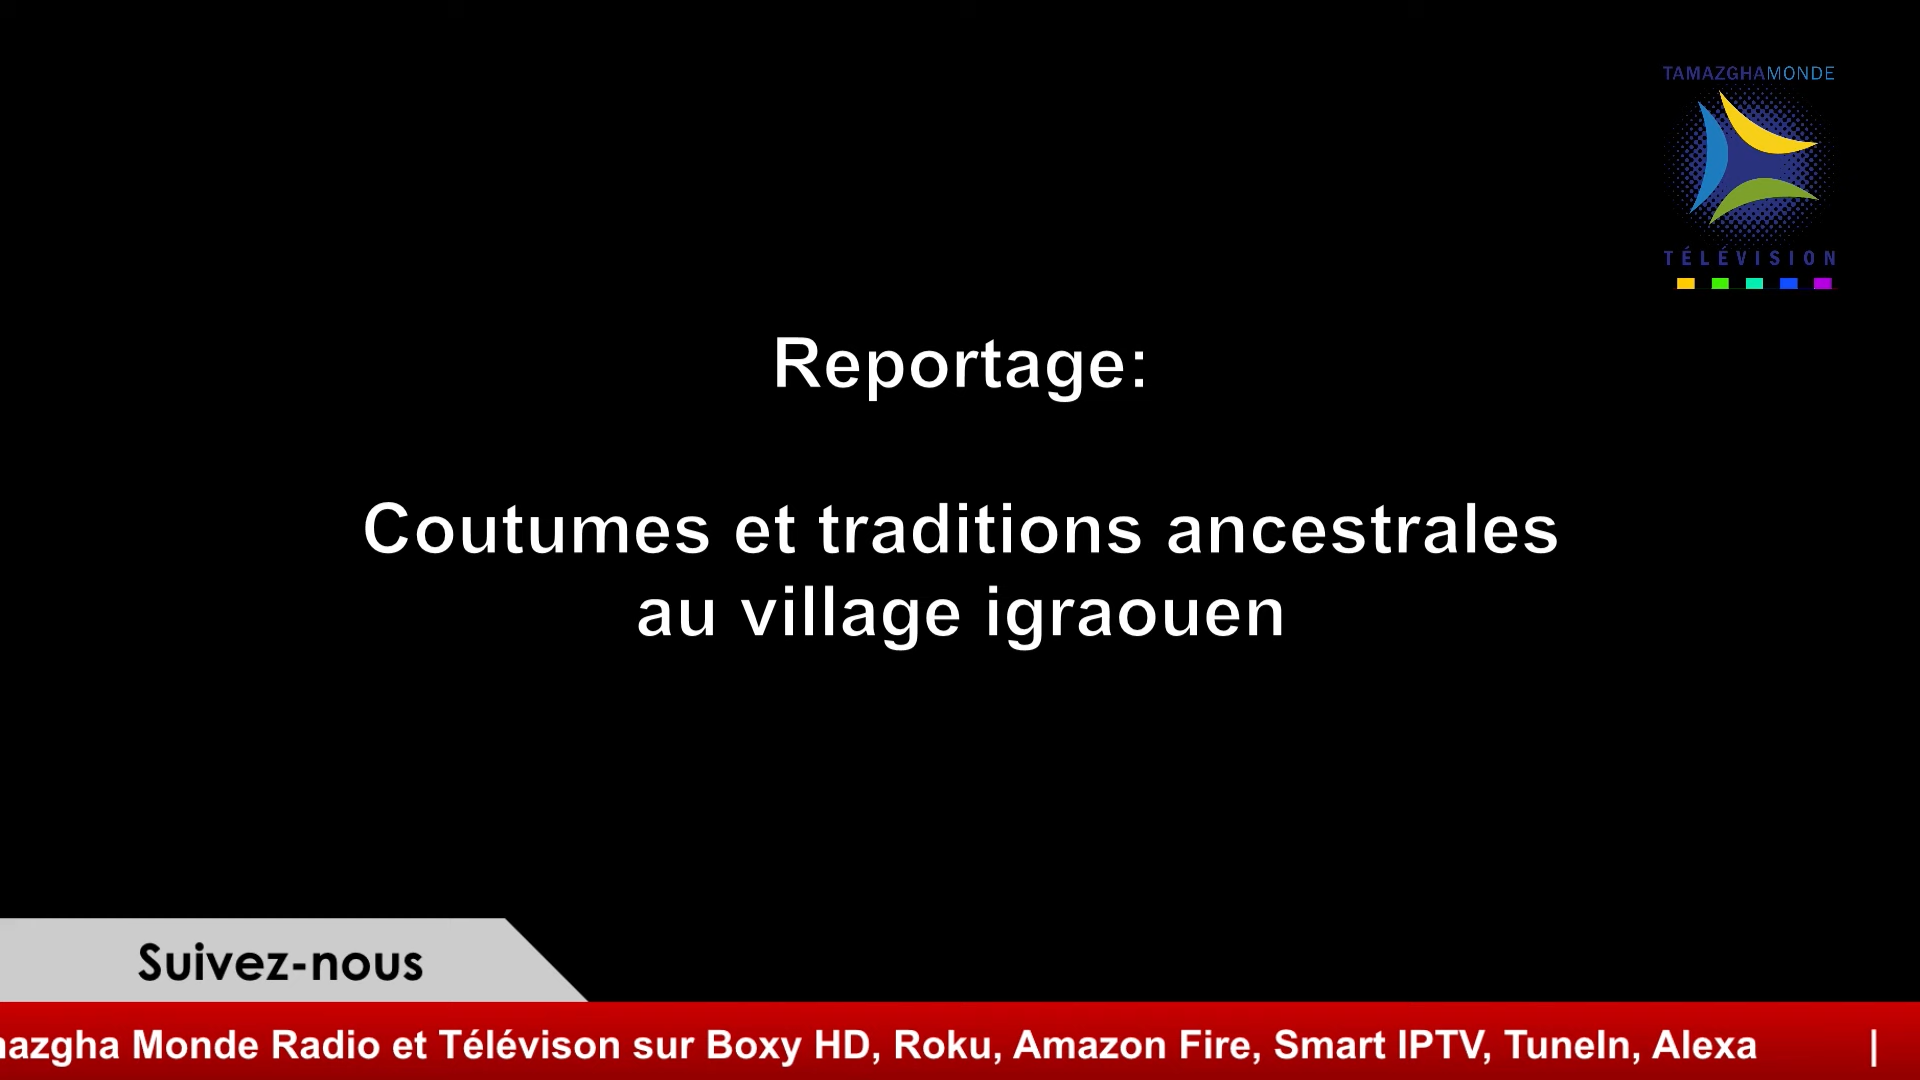 TAMAZGHAMONDE
TÉLÉVISION
Reportage:
Coutumes et traditions ancestrales
au village igraouen
Suivez-nous
Monde Radio et Télévison sur Boxy HD, Roku, Amazon Fire, Smart IPTV, TuneIn, Alexa |